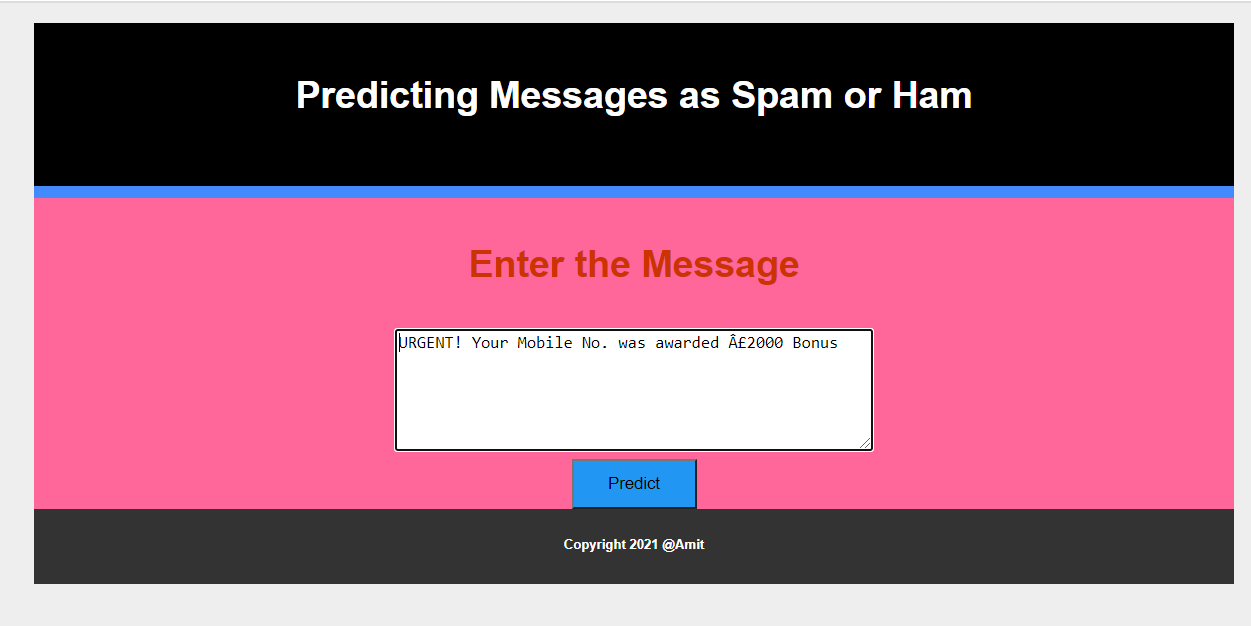 Predicting Messages as Spam or Ham
Enter the Message
URGENT! Your Mobile No. was awarded Â£2000 Bonus
Predict
Copyright 2021 @Amit